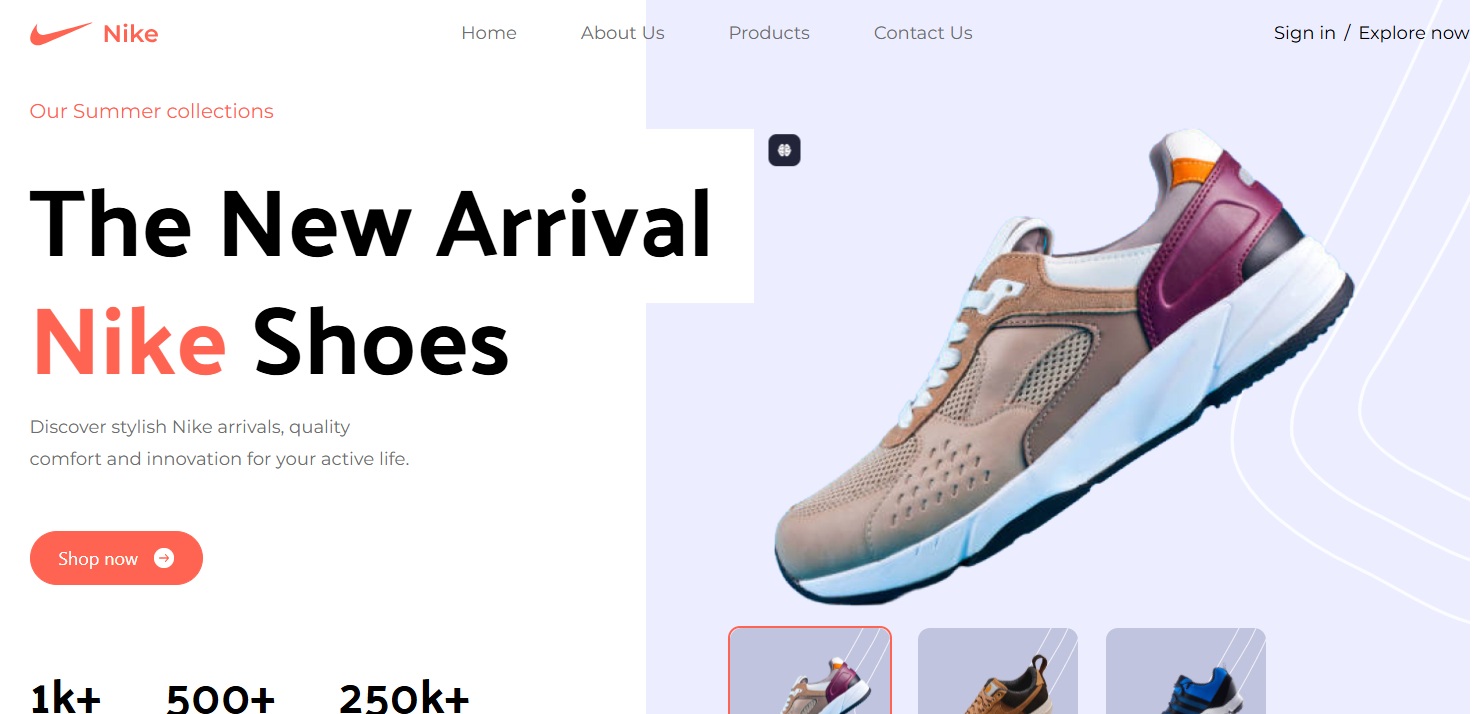 Nike
Home
About Us
Products
Contact Us
Sign in / Explore now
Our Summer collections
The New Arrival
Nike Shoes
Discover stylish Nike arrivals, quality
comfort and innovation for your active life.
Shop now
1k+
500+
250k+